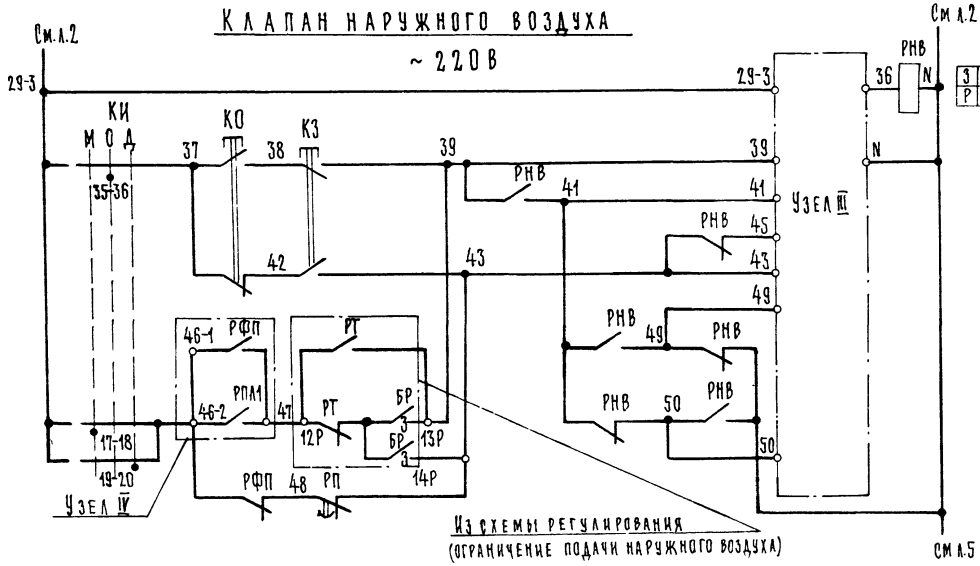 Клапан наружного воздуха
~ 220В
См.л.2
См.л.2
29-3
29-3
36
РНВ
N
З
Р
КИ
М О Д
КО
КЗ
37
38
39
39
N
35-36
РНВ
41
41
Узел III
РНВ
45
42
43
43
49
46-1
РФП
РТ
РНВ
49
РНВ
46-2
РПЛ1
47
РТ
БР
РНВ
50
РНВ
12Р
З
13Р
17-18
БР
З
50
19-20
14Р
РФП
48
РП
Узел IV
Из схемы регулирования
(ограничение подачи наружного воздуха)
См л.5